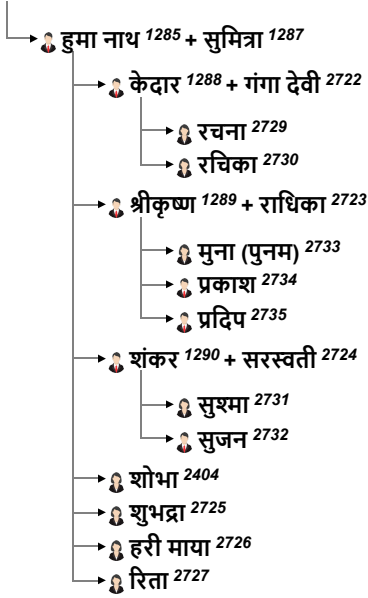 हुमा नाथ 1285 + सुमित्रा 1287
केदार 1288 + गंगा देवी 2722
रचना 2729
रचिका 2730
श्रीकृष्ण 1289 + राधिका 2723
मुना (पुनम) 2733
प्रकाश 2734
प्रदिप 2735
शंकर 1290 + सरस्वती 2724
सुश्मा 2731
सुजन 2732
शोभा 2404
शुभद्रा 2725
हरी माया 2726
रिता 2727